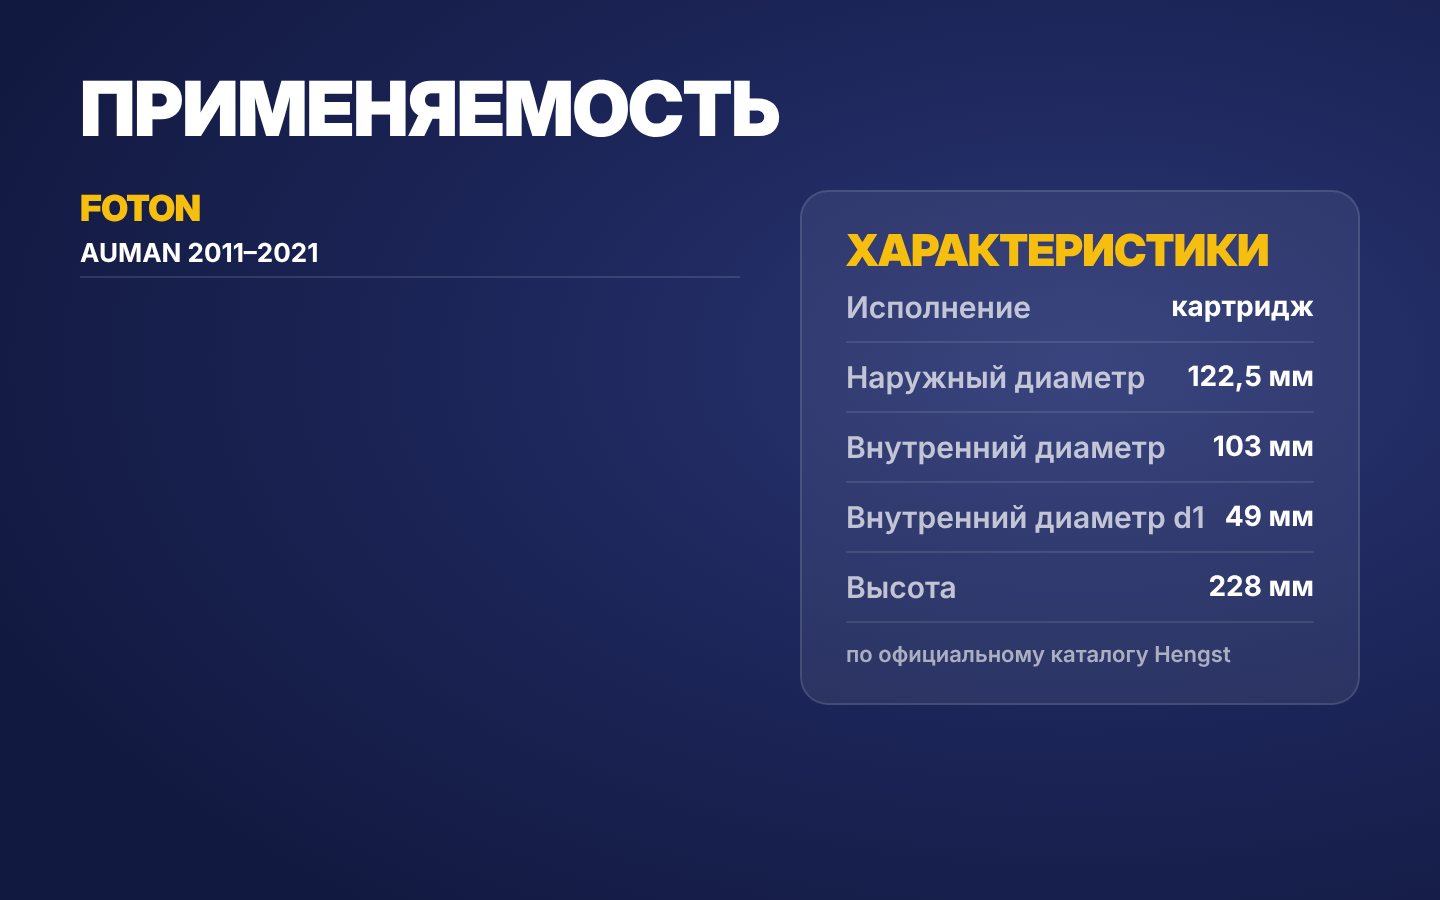 ПРИМЕНЯЕМОСТЬ
FOTON
AUMAN 2011–2021
ХАРАКТЕРИСТИКИ
Исполнение картридж
Наружный диаметр 122,5 мм
Внутренний диаметр 103 мм
Внутренний диаметр d1 49 мм
Высота 228 мм
по официальному каталогу Hengst